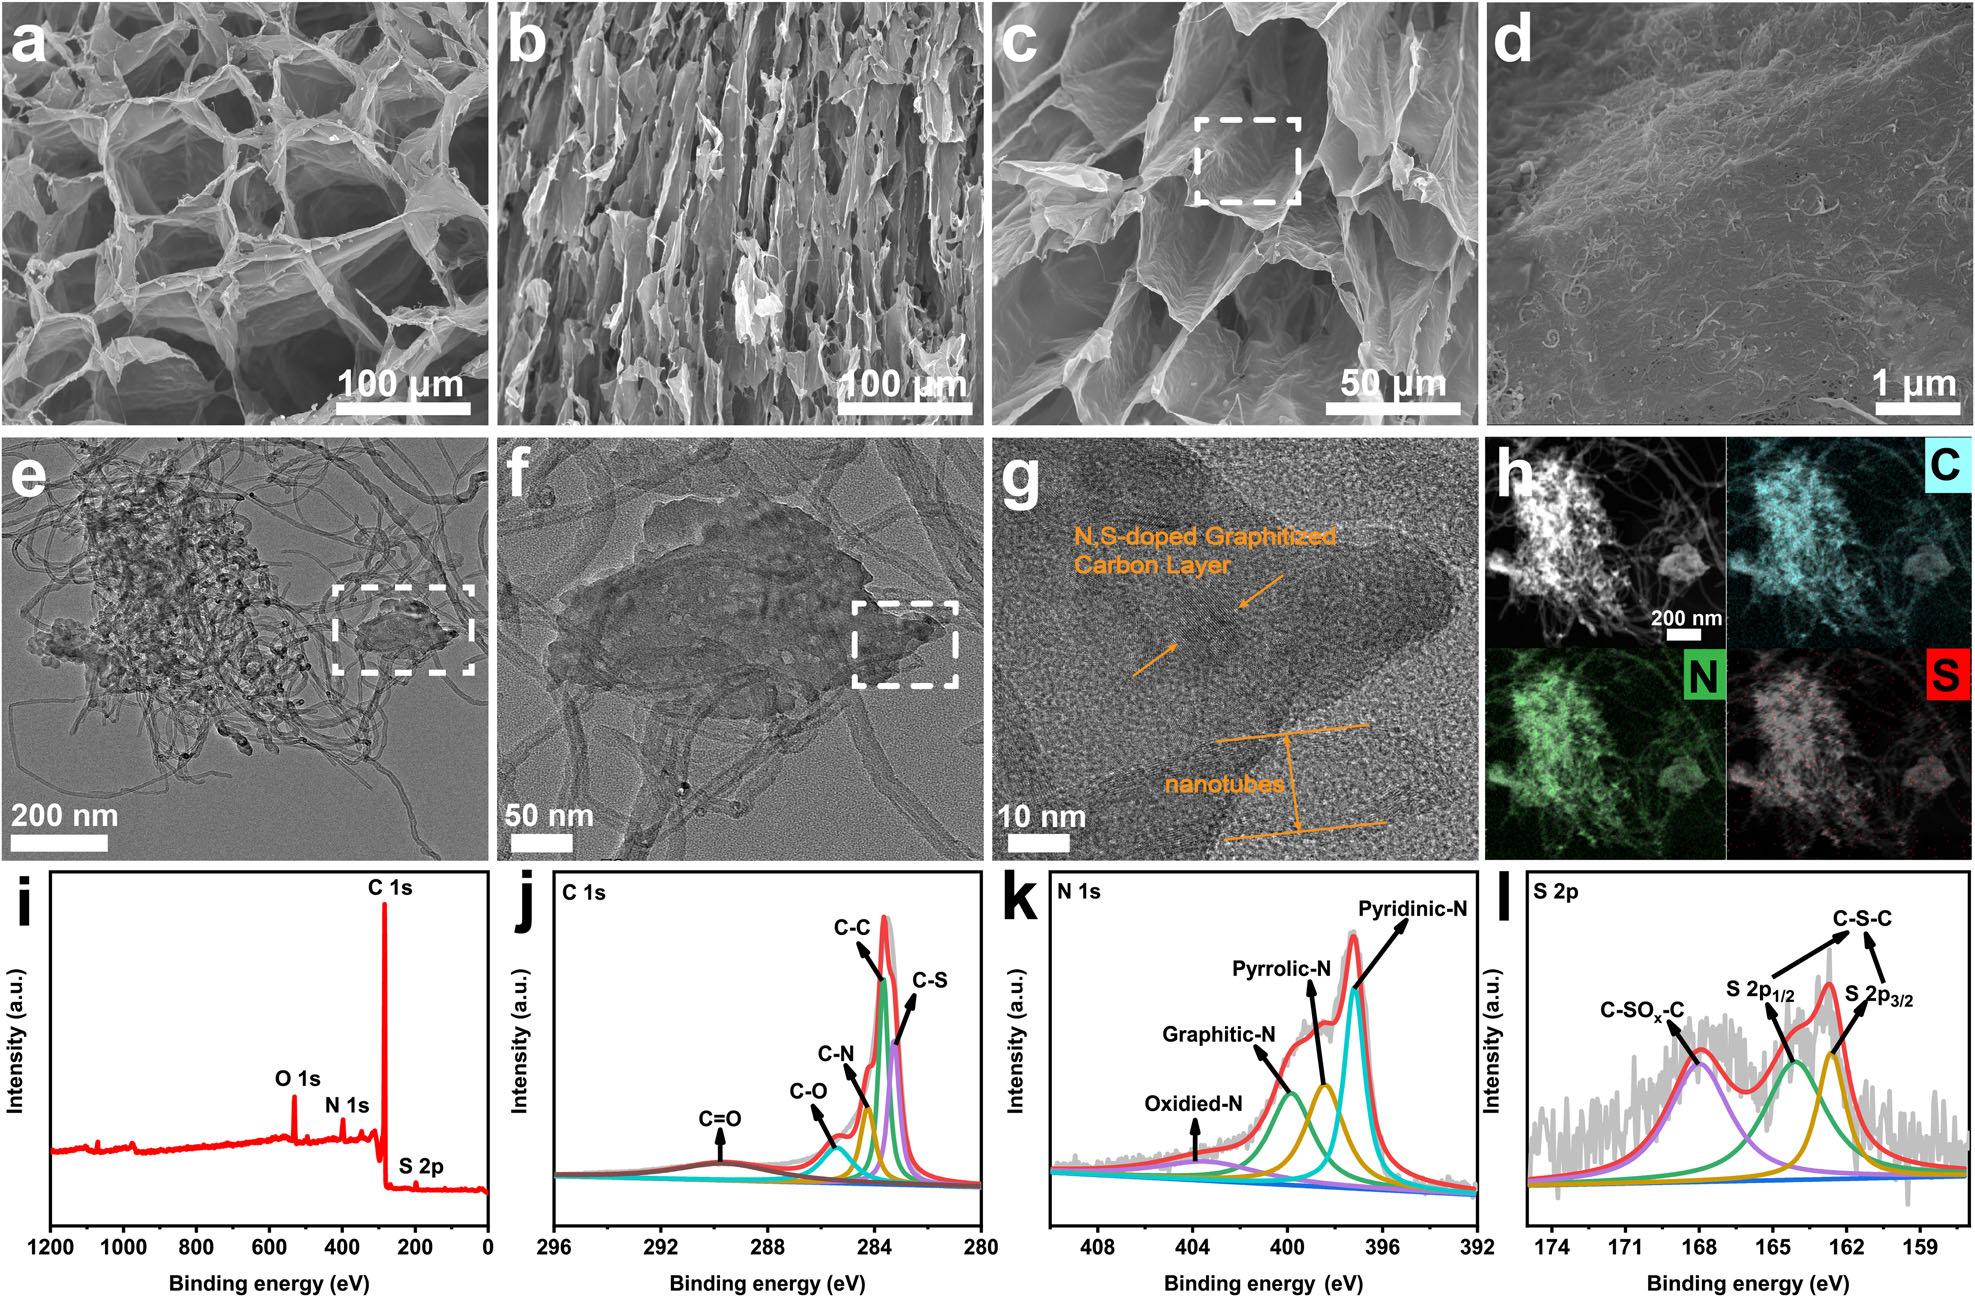 a
100 μm
b
100 μm
c
50 μm
d
1 μm
e
200 nm
f
50 nm
g
N,S-doped Graphitized
Carbon Layer
nanotubes
10 nm
h
C
200 nm
N
S
i
C 1s
O 1s
N 1s
S 2p
Intensity (a.u.)
1200 1000 800 600 400 200 0
Binding energy (eV)
j
C 1s
C-C
C-S
C-N
C-O
C=O
Intensity (a.u.)
296 292 288 284 280
Binding energy (eV)
k
N 1s
Pyridinic-N
Pyrrolic-N
Graphitic-N
Oxidied-N
Intensity (a.u.)
408 404 400 396 392
Binding energy (eV)
l
S 2p
C-S-C
S 2p1/2
S 2p3/2
C-SOx-C
Intensity (a.u.)
174 171 168 165 162 159
Binding energy (eV)